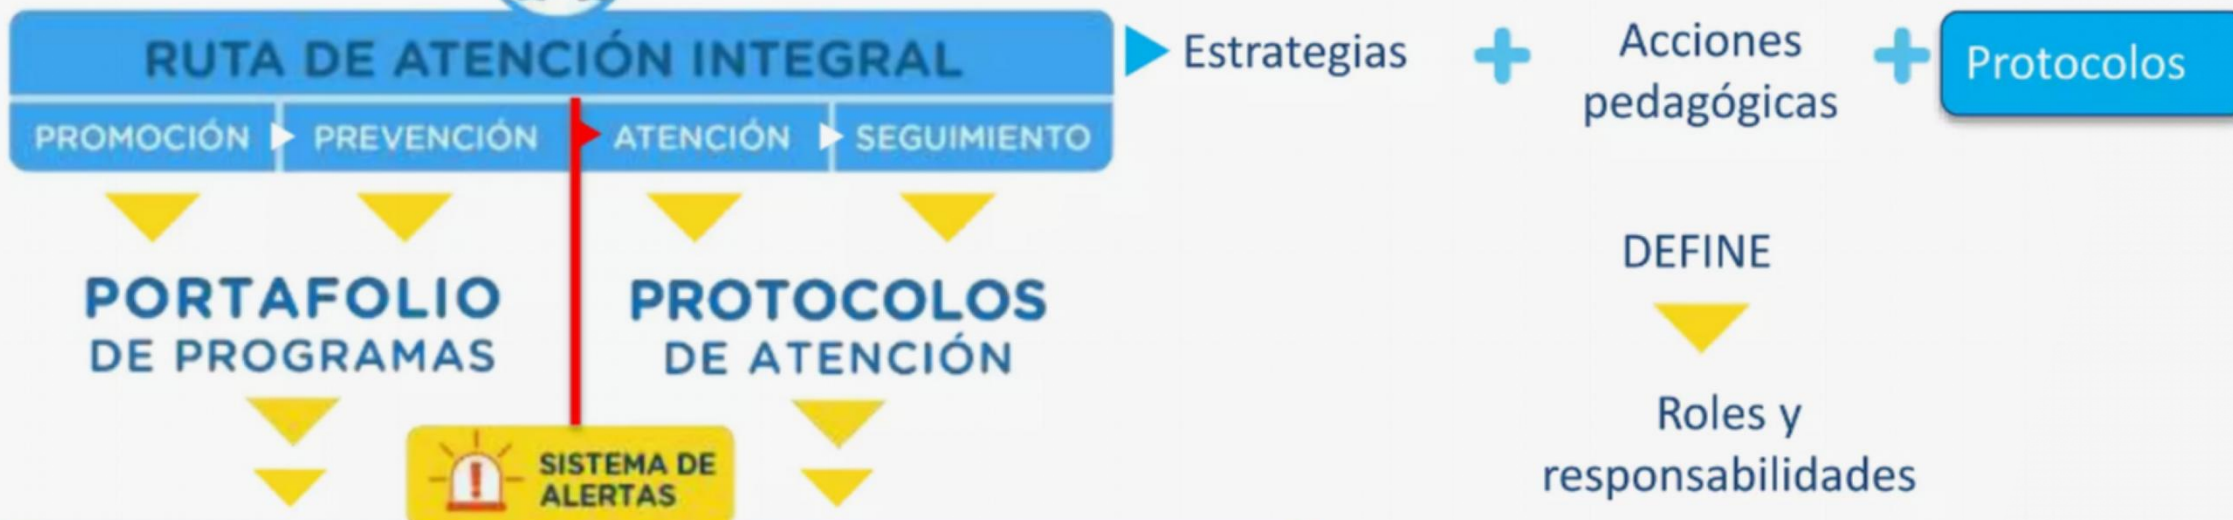 RUTA DE ATENCIÓN INTEGRAL
PROMOCIÓN
PREVENCIÓN
ATENCIÓN
SEGUIMIENTO
PORTAFOLIO
DE PROGRAMAS
PROTOCOLOS
DE ATENCIÓN
SISTEMA DE
ALERTAS
Estrategias
+
Acciones
pedagógicas
+
Protocolos
DEFINE
Roles y
responsabilidades